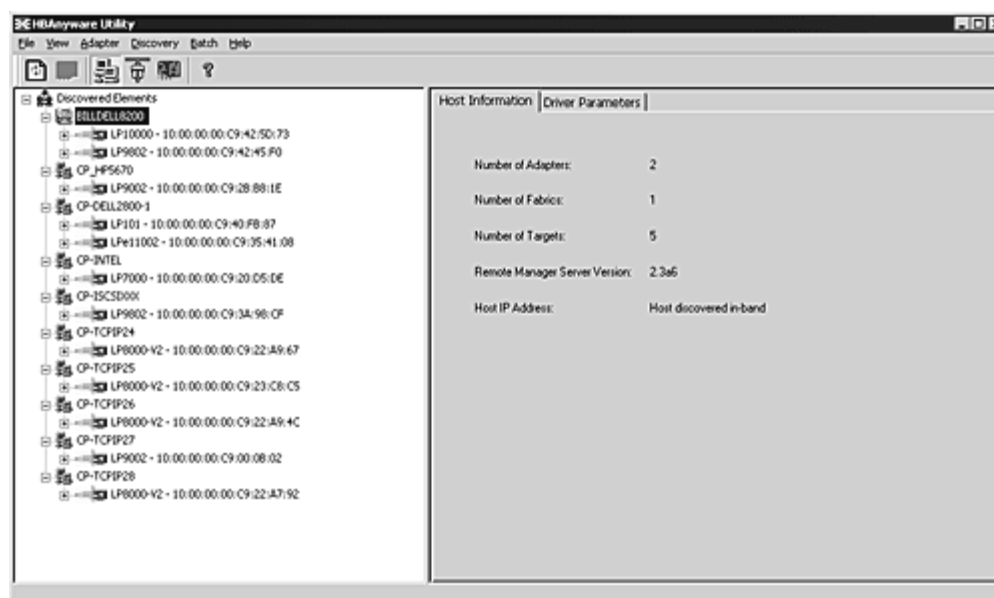 HBAnyware Utility
File View Adapter Discovery Batch Help
Discovered Elements
BILLDELL8200
LP10000 - 10:00:00:00:C9:42:5D:73
LP9802 - 10:00:00:00:C9:42:45:F0
CP_HP5670
LP9002 - 10:00:00:00:C9:28:88:1E
CP-DELL2800-1
LP101 - 10:00:00:00:C9:40:FB:87
LPe11002 - 10:00:00:00:C9:35:41:08
CP-INTEL
LP7000 - 10:00:00:00:C9:20:D5:DE
CP-ISCSDXXX
LP9802 - 10:00:00:00:C9:3A:98:CF
CP-TCPIP24
LP8000-V2 - 10:00:00:00:C9:22:A9:67
CP-TCPIP25
LP8000-V2 - 10:00:00:00:C9:23:C8:C5
CP-TCPIP26
LP8000-V2 - 10:00:00:00:C9:22:A9:4C
CP-TCPIP27
LP9002 - 10:00:00:00:C9:00:08:02
CP-TCPIP28
LP8000-V2 - 10:00:00:00:C9:22:A7:92
Host Information Driver Parameters
Number of Adapters: 2
Number of Fabrics: 1
Number of Targets: 5
Remote Manager Server Version: 2.3a6
Host IP Address: Host discovered in-band